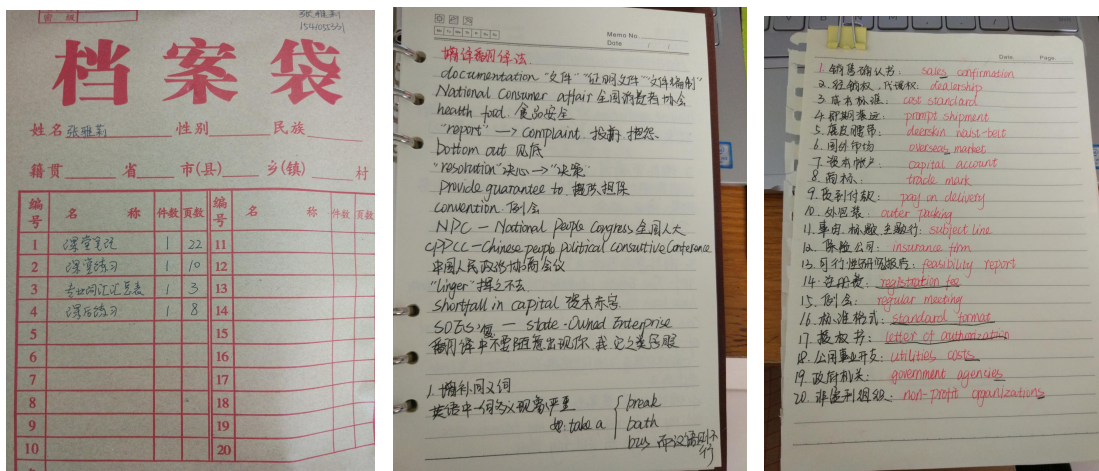 张雅莉
1541055331
档案袋
姓名 张雅莉 性别 民族
籍贯 省 市(县) 乡(镇) 村
编号 名 称 件数 页数 编号 名 称 件数 页数
1 课堂笔记 1 22 11
2 课堂练习 1 10 12
3 专业词汇汇总表 1 3 13
4 课后练习 1 8 14
5 15
6 16
7 17
8 18
9 19
10 20
Memo No.
Date / /
增译翻译法
documentation "文件" "证明文件" "文件编制"
National Consumer affair 全国消费者协会
health food 食品安全
"report" → complaint 投诉 抱怨
bottom out 见底
"resolution" 决心 → "决策"
provide guarantee to 提供担保
convention 例会
NPC - National People Congress 全国人大
CPPCC - Chinese people political consultive Conference
中国人民政治协商会议
"linger" 挥之不去
shortfall in capital 资本赤字
SOEs - state-Owned Enterprise
翻译中不要随意出现你 我 它之类
1. 增补同义词
英语中一词多义现象严重
如: take a break
bath
bus 而汉语则不行
Date. Page.
1. 销售确认书: sales confirmation
2. 经销权,代理权: dealership
3. 成本标准: cost standard
4. 即期装运: prompt shipment
5. 鹿皮腰带: deerskin waist-belt
6. 国外市场 overseas market
7. 资本帐户: capital account
8. 商标: trade mark
9. 货到付款: pay on delivery
10. 外包装: outer packing
11. 事由,标题,主题行: subject line
12. 保险公司: insurance firm
13. 可行性研究报告: feasibility report
14. 注册费: registration fee
15. 例会: regular meeting
16. 标准格式: standard format
17. 授权书: letter of authorization
18. 公用事业开支: utilities costs
19. 政府机关: government agencies
20. 非盈利组织: non-profit organizations